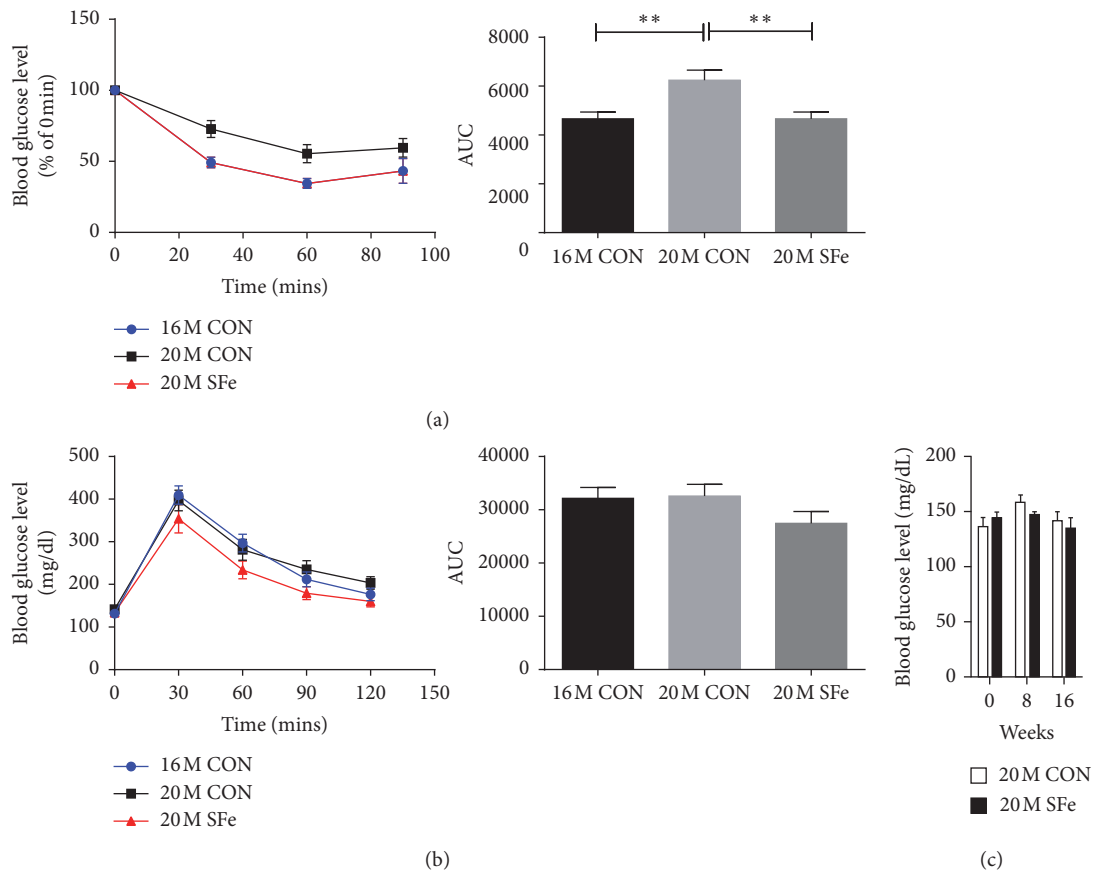 Blood glucose level
(% of 0 min)
150
100
50
0
0 20 40 60 80 100
Time (mins)
16 M CON
20 M CON
20 M SFe
AUC
8000
6000
4000
2000
0
** **
16 M CON 20 M CON 20 M SFe
(a)
Blood glucose level
(mg/dl)
500
400
300
200
100
0
0 30 60 90 120 150
Time (mins)
16 M CON
20 M CON
20 M SFe
AUC
40000
30000
20000
10000
0
16 M CON 20 M CON 20 M SFe
(b)
Blood glucose level (mg/dL)
200
150
100
50
0
0 8 16
Weeks
20 M CON
20 M SFe
(c)